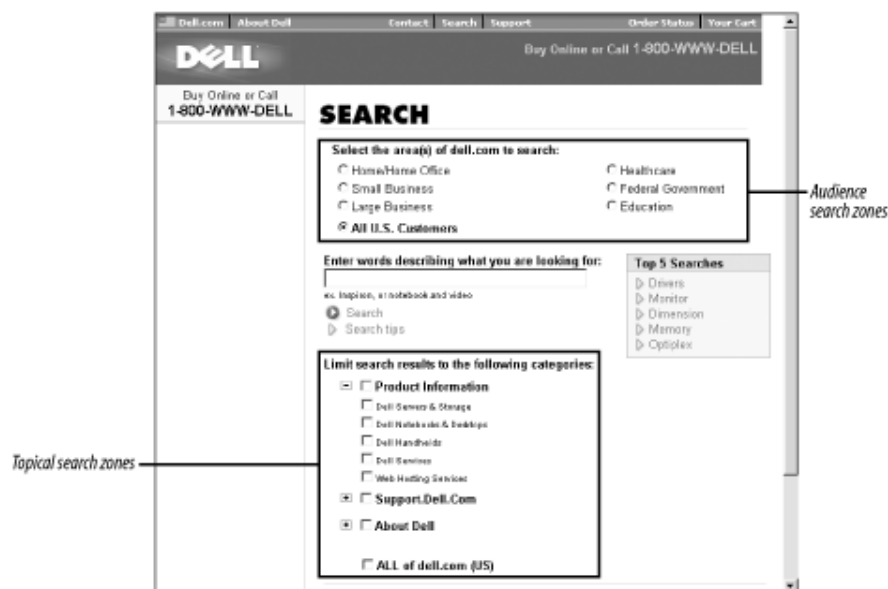 Dell.com About Dell Contact Search Support Order Status Your Cart
DELL
Buy Online or Call 1-800-WWW-DELL
Buy Online or Call
1-800-WWW-DELL
SEARCH
Select the area(s) of dell.com to search:
Home/Home Office
Healthcare
Small Business
Federal Government
Large Business
Education
All U.S. Customers
Audience
search zones
Enter words describing what you are looking for:
ex. Inspiron, or notebook and video
Search
Search tips
Top 5 Searches
Drivers
Monitor
Dimension
Memory
Optiplex
Limit search results to the following categories:
Product Information
Dell Servers & Storage
Dell Notebooks & Desktops
Dell Handhelds
Dell Services
Web Hosting Services
Support.Dell.Com
About Dell
ALL of dell.com (US)
Topical search zones